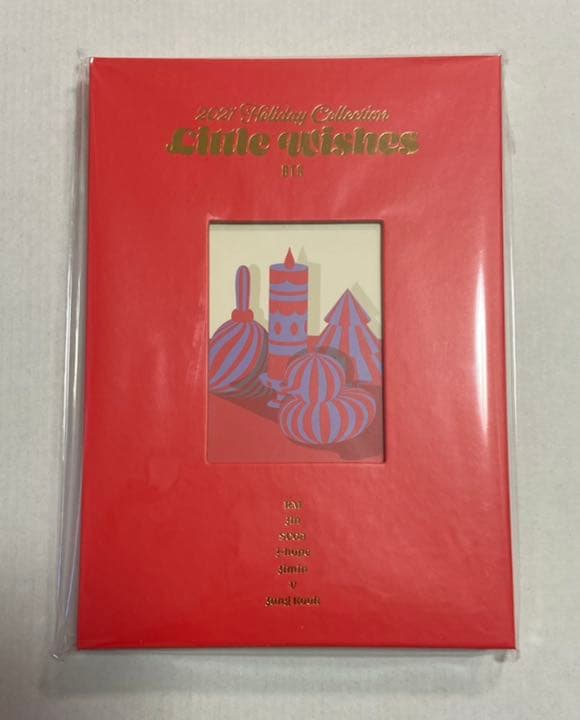 2021 Holiday Collection
Little Wishes
BTS
RM
Jin
SUGA
j-hope
Jimin
V
Jung Kook